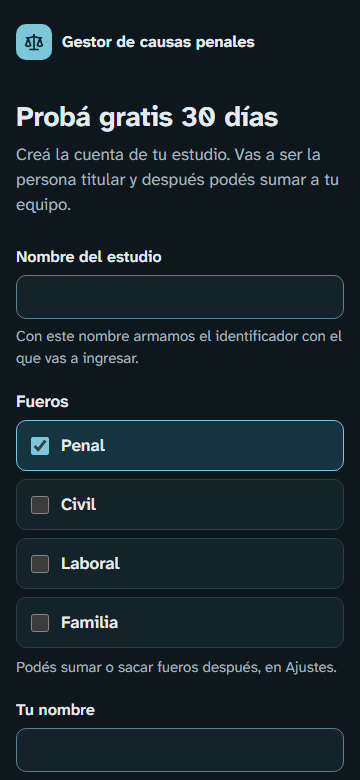 Gestor de causas penales
Probá gratis 30 días
Creá la cuenta de tu estudio. Vas a ser la
persona titular y después podés sumar a tu
equipo.
Nombre del estudio
Con este nombre armamos el identificador con el
que vas a ingresar.
Fueros
Penal
Civil
Laboral
Familia
Podés sumar o sacar fueros después, en Ajustes.
Tu nombre